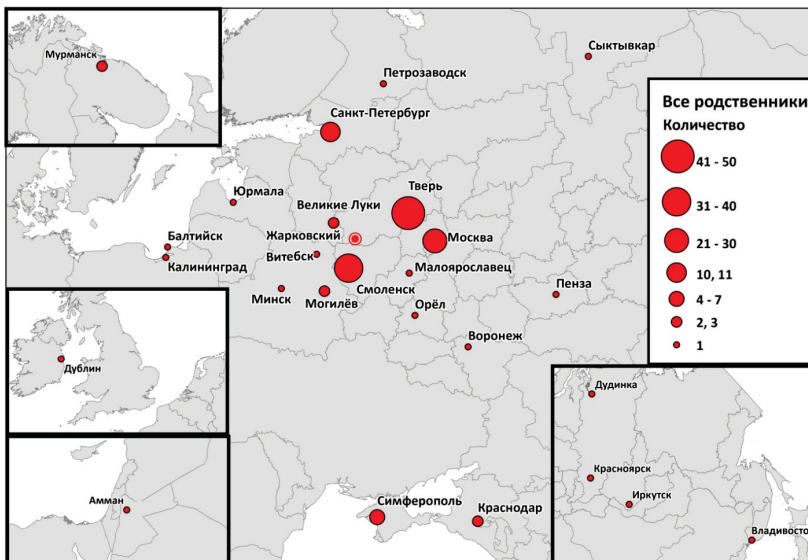 Мурманск
Сыктывкар
Петрозаводск
Санкт-Петербург
Все родственники
Количество
41 - 50
31 - 40
21 - 30
10, 11
4 - 7
2, 3
1
Тверь
Юрмала
Великие Луки
Балтийск
Жарковский
Москва
Калининград
Витебск
Малоярославец
Минск
Могилёв
Смоленск
Орёл
Пенза
Воронеж
Дублин
Дудинка
Красноярск
Иркутск
Владивосто
Амман
Симферополь
Краснодар